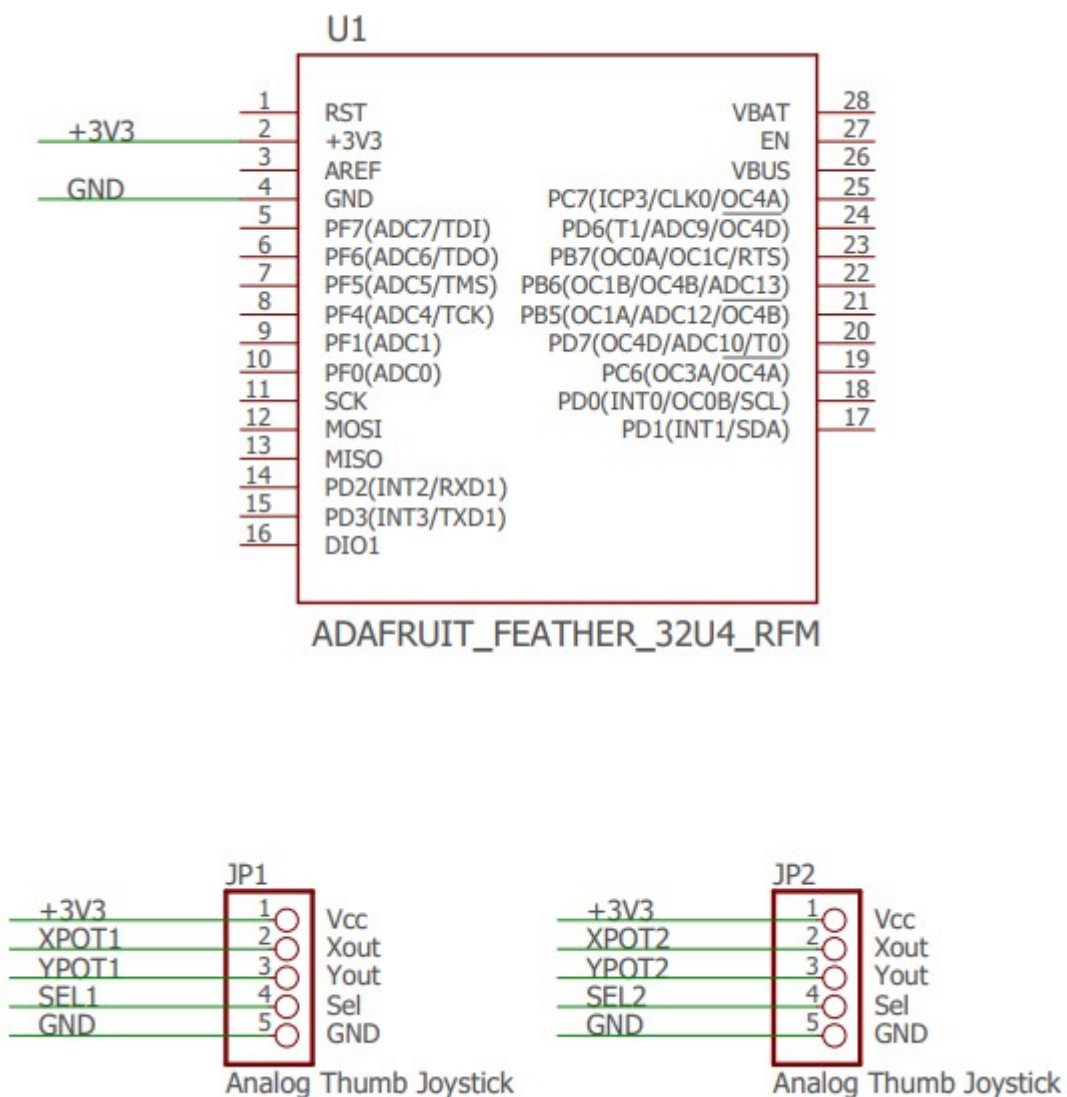 U1
1 RST
+3V3 2 +3V3
3 AREF
GND 4 GND
5 PF7(ADC7/TDI)
6 PF6(ADC6/TDO)
7 PF5(ADC5/TMS)
8 PF4(ADC4/TCK)
9 PF1(ADC1)
10 PF0(ADC0)
11 SCK
12 MOSI
13 MISO
14 PD2(INT2/RXD1)
15 PD3(INT3/TXD1)
16 DIO1
VBAT 28
EN 27
VBUS 26
PC7(ICP3/CLK0/OC4A) 25
PD6(T1/ADC9/OC4D) 24
PB7(OC0A/OC1C/RTS) 23
PB6(OC1B/OC4B/ADC13) 22
PB5(OC1A/ADC12/OC4B) 21
PD7(OC4D/ADC10/T0) 20
PC6(OC3A/OC4A) 19
PD0(INT0/OC0B/SCL) 18
PD1(INT1/SDA) 17
ADAFRUIT_FEATHER_32U4_RFM
JP1
+3V3 1 Vcc
XPOT1 2 Xout
YPOT1 3 Yout
SEL1 4 Sel
GND 5 GND
Analog Thumb Joystick
JP2
+3V3 1 Vcc
XPOT2 2 Xout
YPOT2 3 Yout
SEL2 4 Sel
GND 5 GND
Analog Thumb Joystick